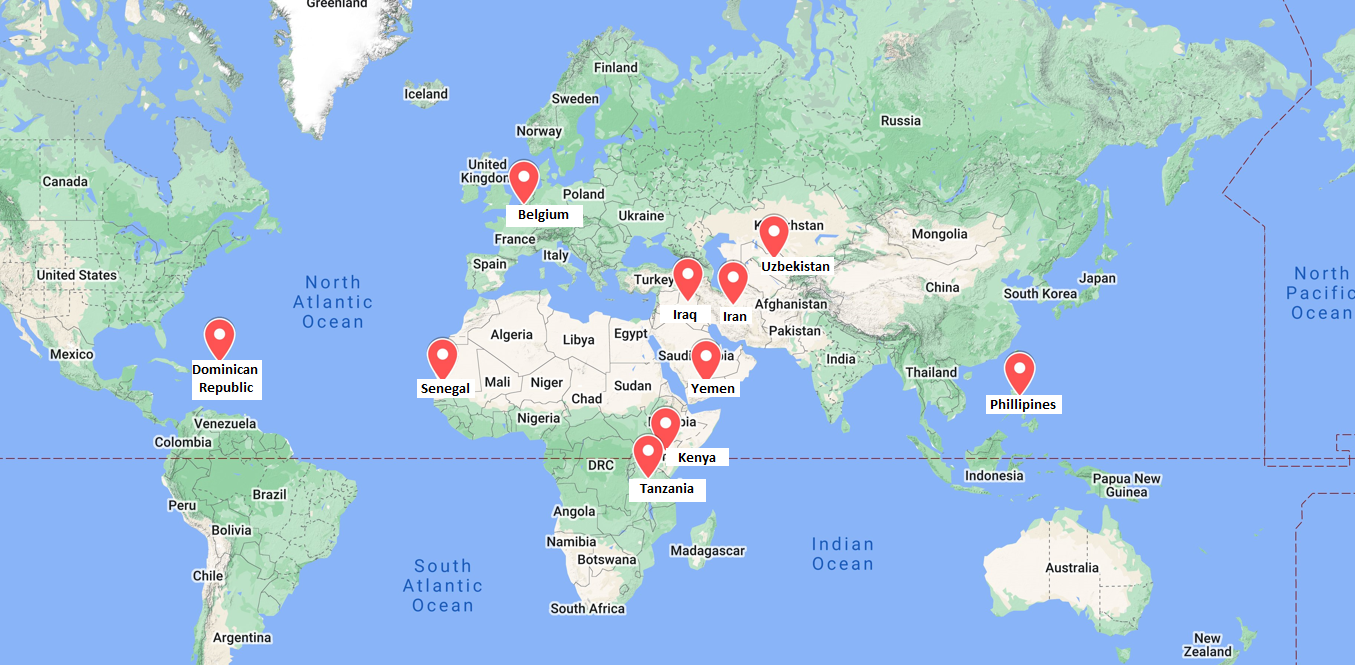 Greenland
Iceland
Finland
Sweden
Norway
Russia
United
Kingdom
Canada
Poland
Belgium
Ukraine
Kazakhstan
Mongolia
France
Italy
Spain
Uzbekistan
United States
Turkey
North
Atlantic
Ocean
Japan
China
South Korea
North
Pacific
Ocean
Iraq
Iran
Afghanistan
Pakistan
Algeria
Libya
Egypt
Mexico
Saudi
India
Dominican
Republic
Senegal
Mali
Niger
Sudan
Chad
Yemen
Thailand
Phillipines
Nigeria
Venezuela
Colombia
Kenya
DRC
Tanzania
Indonesia
Papua New
Guinea
Brazil
Peru
Angola
Bolivia
Namibia
Botswana
Madagascar
Indian
Ocean
South
Atlantic
Ocean
Chile
Australia
South Africa
Argentina
New
Zealand